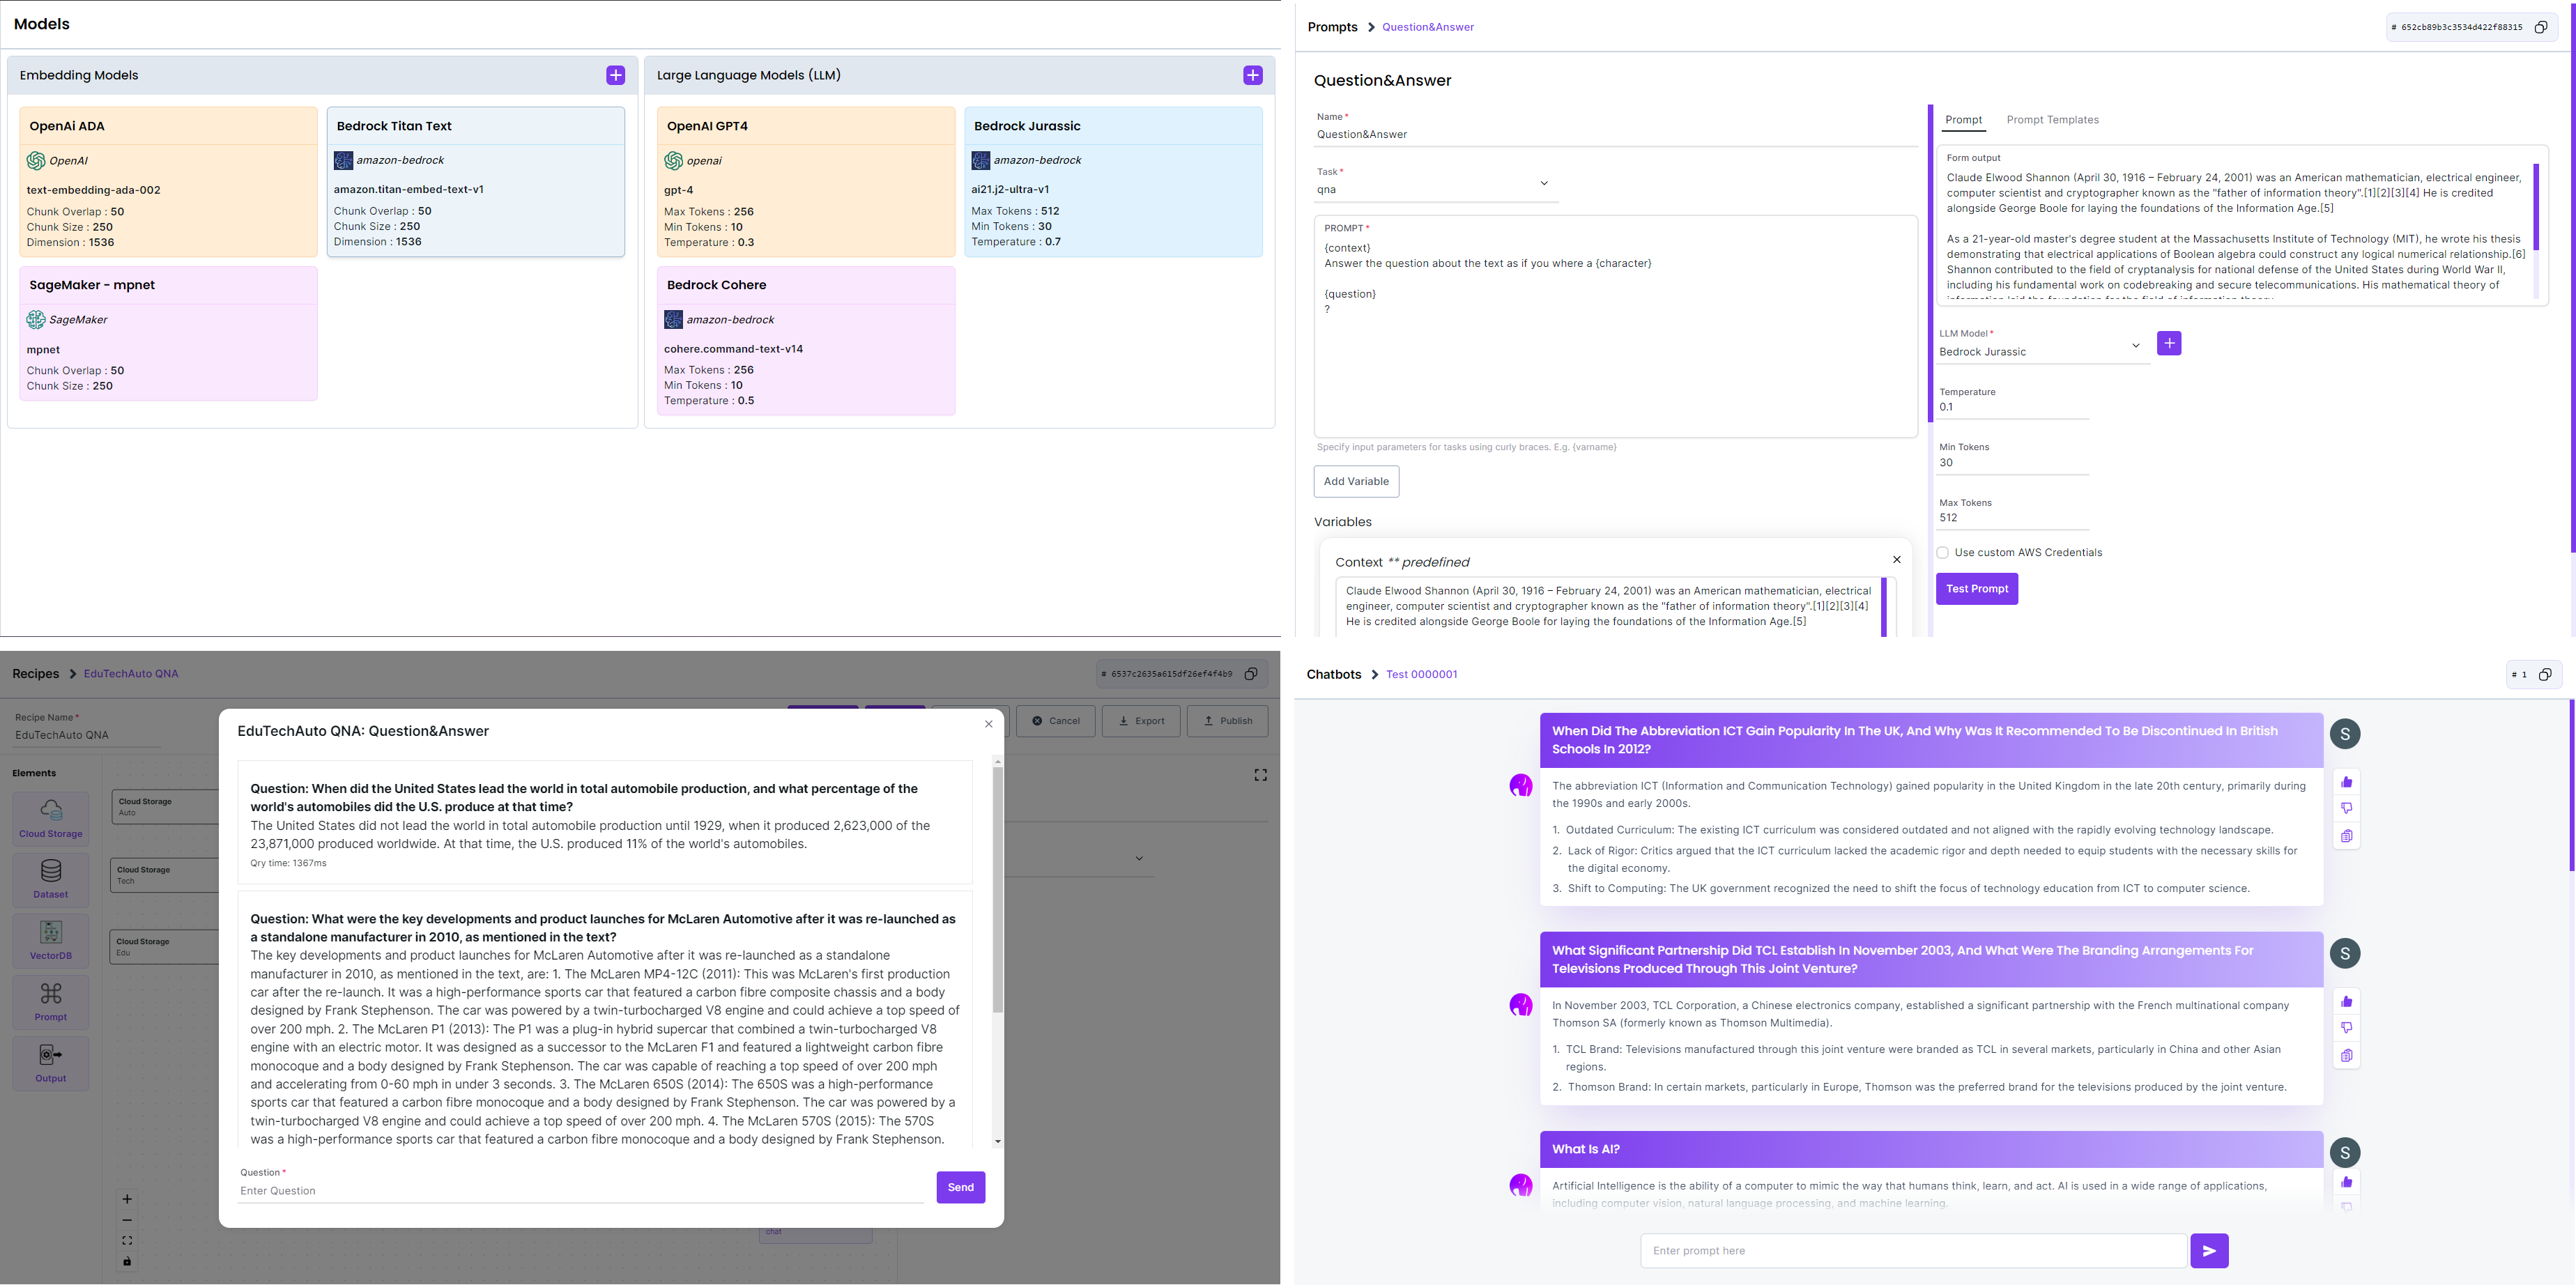 Models
Embedding Models
Large Language Models (LLM)
OpenAi ADA
OpenAI
text-embedding-ada-002
Chunk Overlap : 50
Chunk Size : 250
Dimension : 1536
Bedrock Titan Text
amazon-bedrock
amazon.titan-embed-text-v1
Chunk Overlap : 50
Chunk Size : 250
Dimension : 1536
SageMaker - mpnet
SageMaker
mpnet
Chunk Overlap : 50
Chunk Size : 250
OpenAI GPT4
openai
gpt-4
Max Tokens : 256
Min Tokens : 10
Temperature : 0.3
Bedrock Jurassic
amazon-bedrock
ai21.j2-ultra-v1
Max Tokens : 512
Min Tokens : 30
Temperature : 0.7
Bedrock Cohere
amazon-bedrock
cohere.command-text-v14
Max Tokens : 256
Min Tokens : 10
Temperature : 0.5
Prompts > Question&Answer
# 652cb89b3c3534d422f88315
Question&Answer
Name *
Question&Answer
Task *
qna
PROMPT *
{context}
Answer the question about the text as if you where a {character}
{question}
?
Specify input parameters for tasks using curly braces. E.g. {varname}
Add Variable
Variables
Context ** predefined
Claude Elwood Shannon (April 30, 1916 – February 24, 2001) was an American mathematician, electrical
engineer, computer scientist and cryptographer known as the "father of information theory".[1][2][3][4]
He is credited alongside George Boole for laying the foundations of the Information Age.[5]
Prompt
Prompt Templates
Form output
Claude Elwood Shannon (April 30, 1916 – February 24, 2001) was an American mathematician, electrical engineer,
computer scientist and cryptographer known as the "father of information theory".[1][2][3][4] He is credited
alongside George Boole for laying the foundations of the Information Age.[5]
As a 21-year-old master's degree student at the Massachusetts Institute of Technology (MIT), he wrote his thesis
demonstrating that electrical applications of Boolean algebra could construct any logical numerical relationship.[6]
Shannon contributed to the field of cryptanalysis for national defense of the United States during World War II,
including his fundamental work on codebreaking and secure telecommunications. His mathematical theory of
information laid the foundation for the field of information theory.
LLM Model *
Bedrock Jurassic
Temperature
0.1
Min Tokens
30
Max Tokens
512
Use custom AWS Credentials
Test Prompt
Recipes > EduTechAuto QNA
# 6537c2635a615df26ef4f4b9
Recipe Name *
EduTechAuto QNA
Cancel
Export
Publish
Elements
Cloud Storage
Dataset
VectorDB
Prompt
Output
Cloud Storage
Auto
Cloud Storage
Tech
Cloud Storage
Edu
EduTechAuto QNA: Question&Answer
Question: When did the United States lead the world in total automobile production, and what percentage of the
world's automobiles did the U.S. produce at that time?
The United States did not lead the world in total automobile production until 1929, when it produced 2,623,000 of the
23,871,000 produced worldwide. At that time, the U.S. produced 11% of the world's automobiles.
Qry time: 1367ms
Question: What were the key developments and product launches for McLaren Automotive after it was re-launched as
a standalone manufacturer in 2010, as mentioned in the text?
The key developments and product launches for McLaren Automotive after it was re-launched as a standalone
manufacturer in 2010, as mentioned in the text, are: 1. The McLaren MP4-12C (2011): This was McLaren's first production
car after the re-launch. It was a high-performance sports car that featured a carbon fibre composite chassis and a body
designed by Frank Stephenson. The car was powered by a twin-turbocharged V8 engine and could achieve a top speed of
over 200 mph. 2. The McLaren P1 (2013): The P1 was a plug-in hybrid supercar that combined a twin-turbocharged V8
engine with an electric motor. It was designed as a successor to the McLaren F1 and featured a lightweight carbon fibre
monocoque and a body designed by Frank Stephenson. The car was capable of reaching a top speed of over 200 mph
and accelerating from 0-60 mph in under 3 seconds. 3. The McLaren 650S (2014): The 650S was a high-performance
sports car that featured a carbon fibre monocoque and a body designed by Frank Stephenson. The car was powered by a
twin-turbocharged V8 engine and could achieve a top speed of over 200 mph. 4. The McLaren 570S (2015): The 570S
was a high-performance sports car that featured a carbon fibre monocoque and a body designed by Frank Stephenson.
Question *
Enter Question
Send
chat
Chatbots > Test 0000001
# 1
When Did The Abbreviation ICT Gain Popularity In The UK, And Why Was It Recommended To Be Discontinued In British
Schools In 2012?
S
The abbreviation ICT (Information and Communication Technology) gained popularity in the United Kingdom in the late 20th century, primarily during
the 1990s and early 2000s.
1. Outdated Curriculum: The existing ICT curriculum was considered outdated and not aligned with the rapidly evolving technology landscape.
2. Lack of Rigor: Critics argued that the ICT curriculum lacked the academic rigor and depth needed to equip students with the necessary skills for
the digital economy.
3. Shift to Computing: The UK government recognized the need to shift the focus of technology education from ICT to computer science.
What Significant Partnership Did TCL Establish In November 2003, And What Were The Branding Arrangements For
Televisions Produced Through This Joint Venture?
S
In November 2003, TCL Corporation, a Chinese electronics company, established a significant partnership with the French multinational company
Thomson SA (formerly known as Thomson Multimedia).
1. TCL Brand: Televisions manufactured through this joint venture were branded as TCL in several markets, particularly in China and other Asian
regions.
2. Thomson Brand: In certain markets, particularly in Europe, Thomson was the preferred brand for the televisions produced by the joint venture.
What Is AI?
S
Artificial Intelligence is the ability of a computer to mimic the way that humans think, learn, and act. AI is used in a wide range of applications,
including computer vision, natural language processing, and machine learning.
Enter prompt here